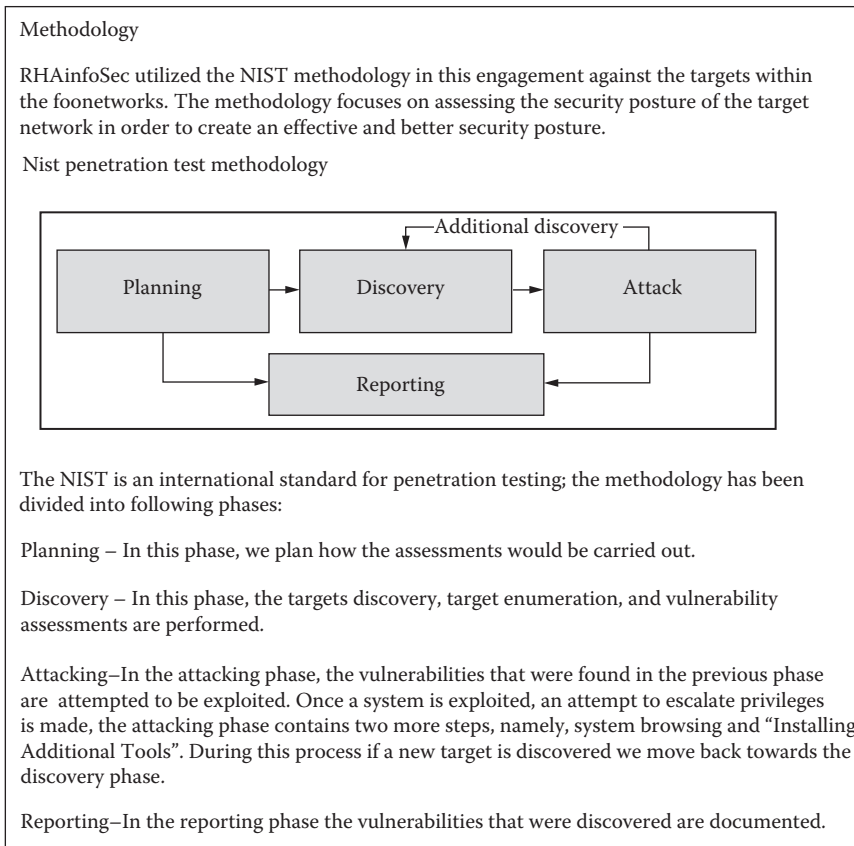 Methodology
RHAinfoSec utilized the NIST methodology in this engagement against the targets within
the foonetworks. The methodology focuses on assessing the security posture of the target
network in order to create an effective and better security posture.
Nist penetration test methodology
Additional discovery
Planning
Discovery
Attack
Reporting
The NIST is an international standard for penetration testing; the methodology has been
divided into following phases:
Planning – In this phase, we plan how the assessments would be carried out.
Discovery – In this phase, the targets discovery, target enumeration, and vulnerability
assessments are performed.
Attacking–In the attacking phase, the vulnerabilities that were found in the previous phase
are attempted to be exploited. Once a system is exploited, an attempt to escalate privileges
is made, the attacking phase contains two more steps, namely, system browsing and “Installing
Additional Tools”. During this process if a new target is discovered we move back towards the
discovery phase.
Reporting–In the reporting phase the vulnerabilities that were discovered are documented.